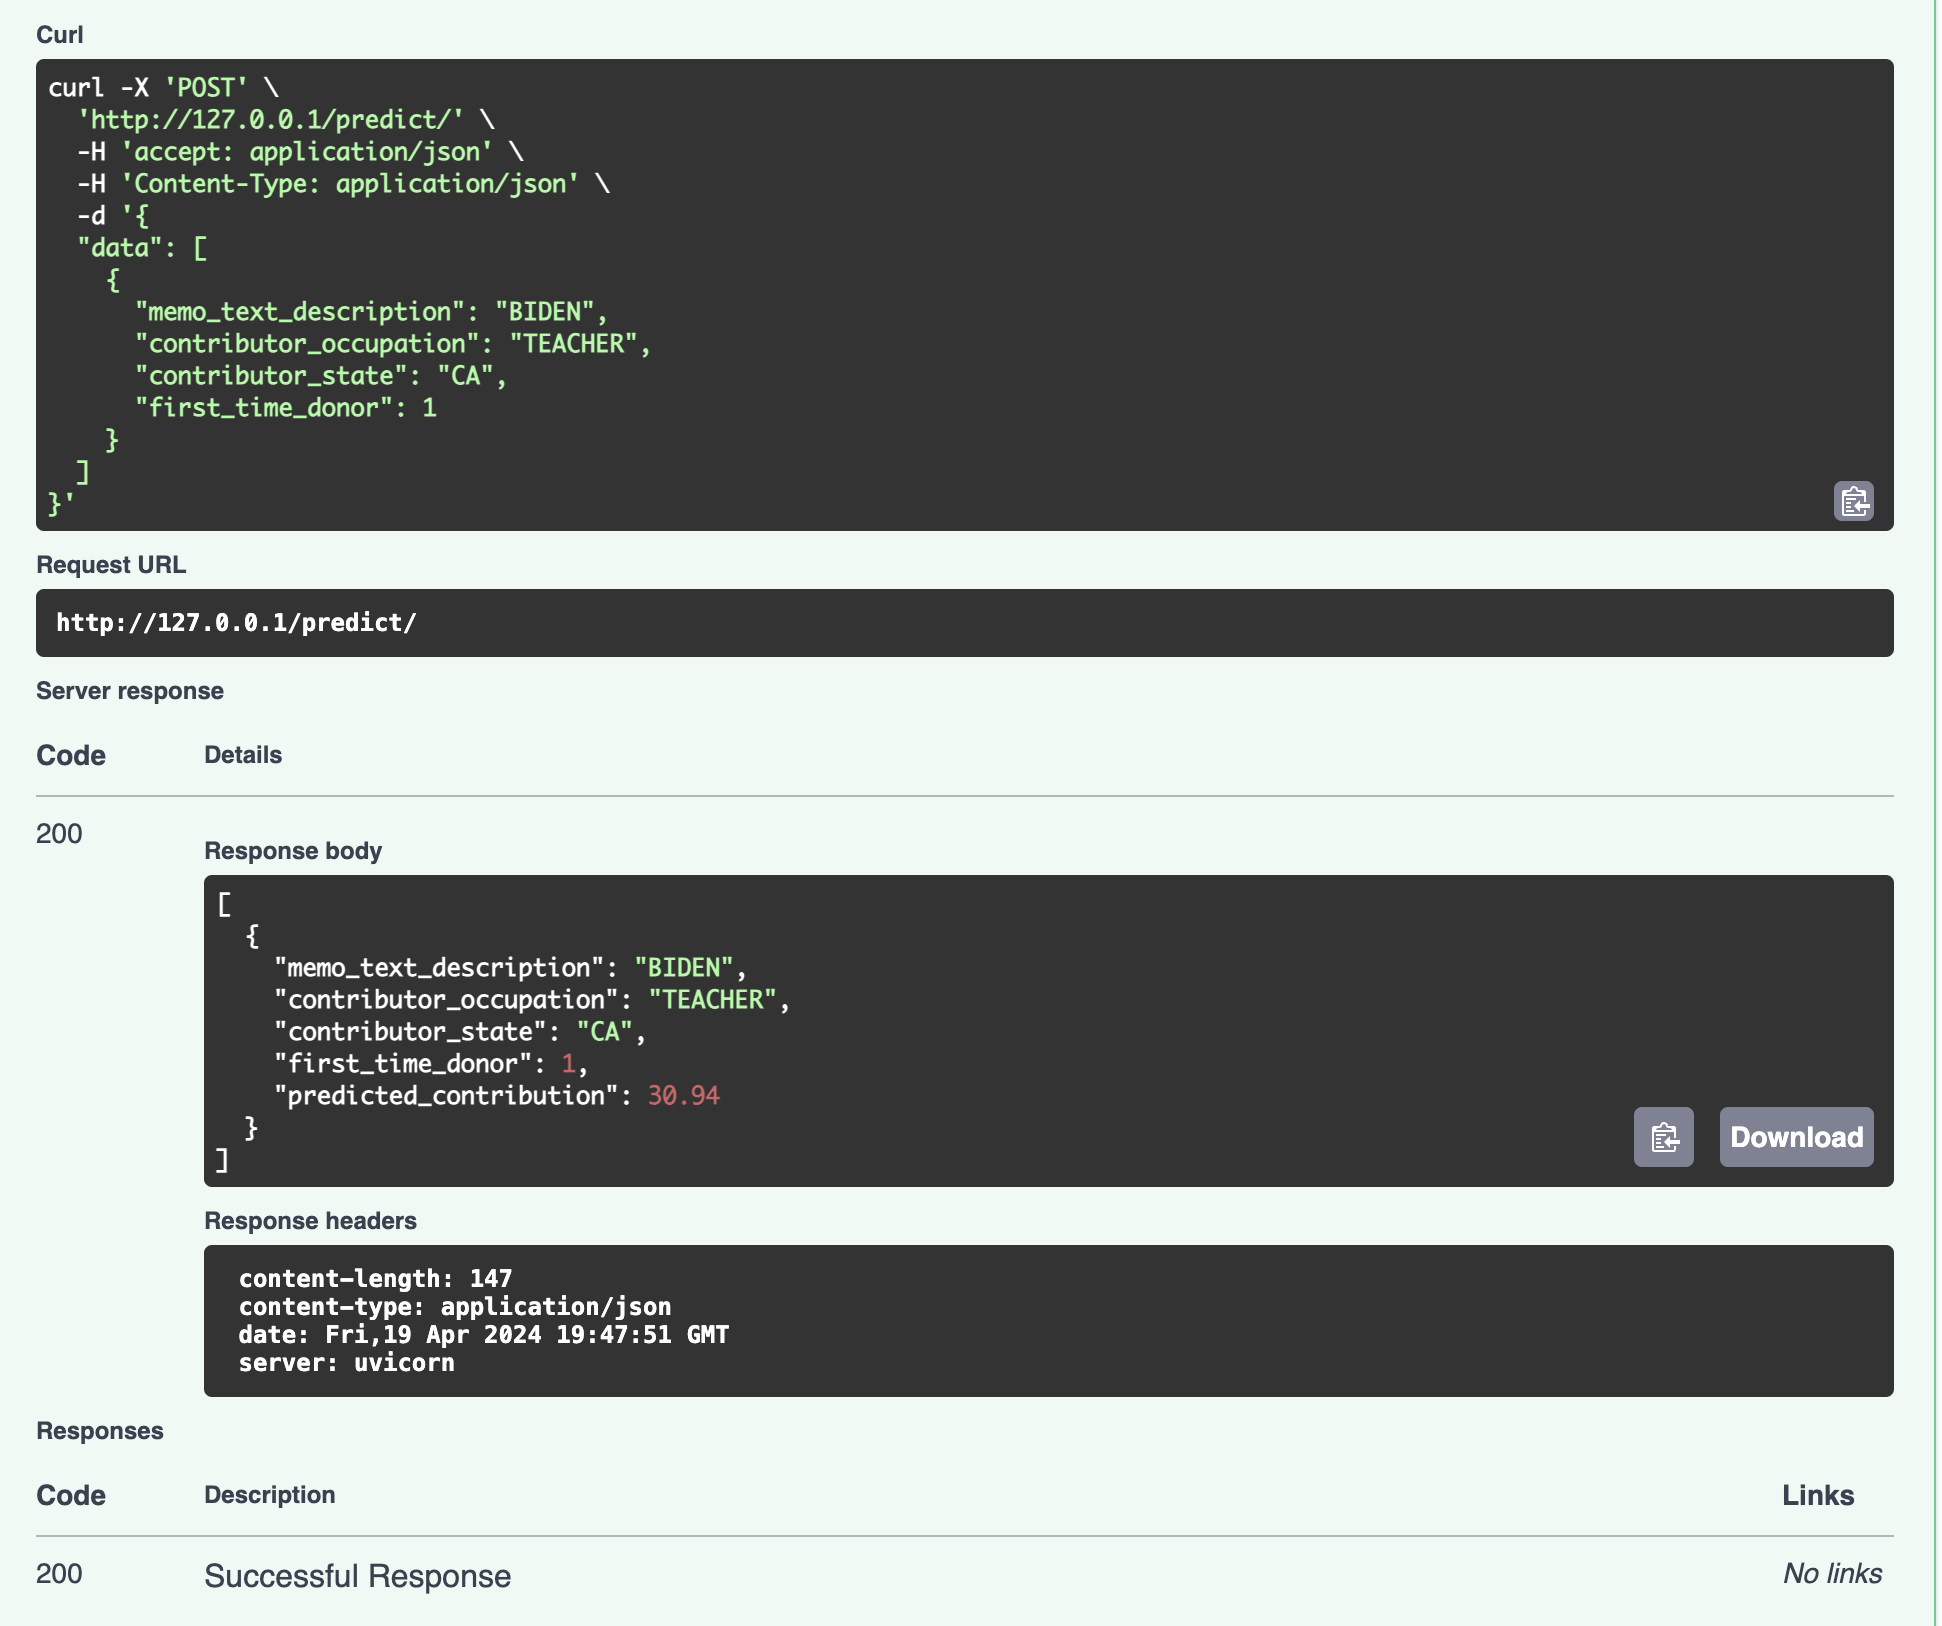 Curl
curl -X 'POST' \
  'http://127.0.0.1/predict/' \
  -H 'accept: application/json' \
  -H 'Content-Type: application/json' \
  -d '{
  "data": [
    {
      "memo_text_description": "BIDEN",
      "contributor_occupation": "TEACHER",
      "contributor_state": "CA",
      "first_time_donor": 1
    }
  ]
}'
Request URL
http://127.0.0.1/predict/
Server response
Code Details
200
Response body
[
  {
    "memo_text_description": "BIDEN",
    "contributor_occupation": "TEACHER",
    "contributor_state": "CA",
    "first_time_donor": 1,
    "predicted_contribution": 30.94
  }
]
Download
Response headers
content-length: 147
content-type: application/json
date: Fri,19 Apr 2024 19:47:51 GMT
server: uvicorn
Responses
Code Description Links
200 Successful Response No links